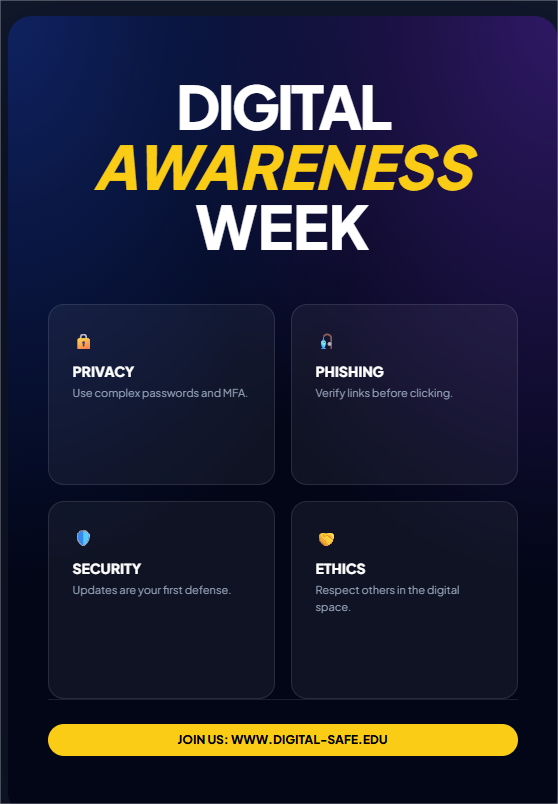 DIGITAL
AWARENESS
WEEK
PRIVACY
Use complex passwords and MFA.
PHISHING
Verify links before clicking.
SECURITY
Updates are your first defense.
ETHICS
Respect others in the digital
space.
JOIN US: WWW.DIGITAL-SAFE.EDU